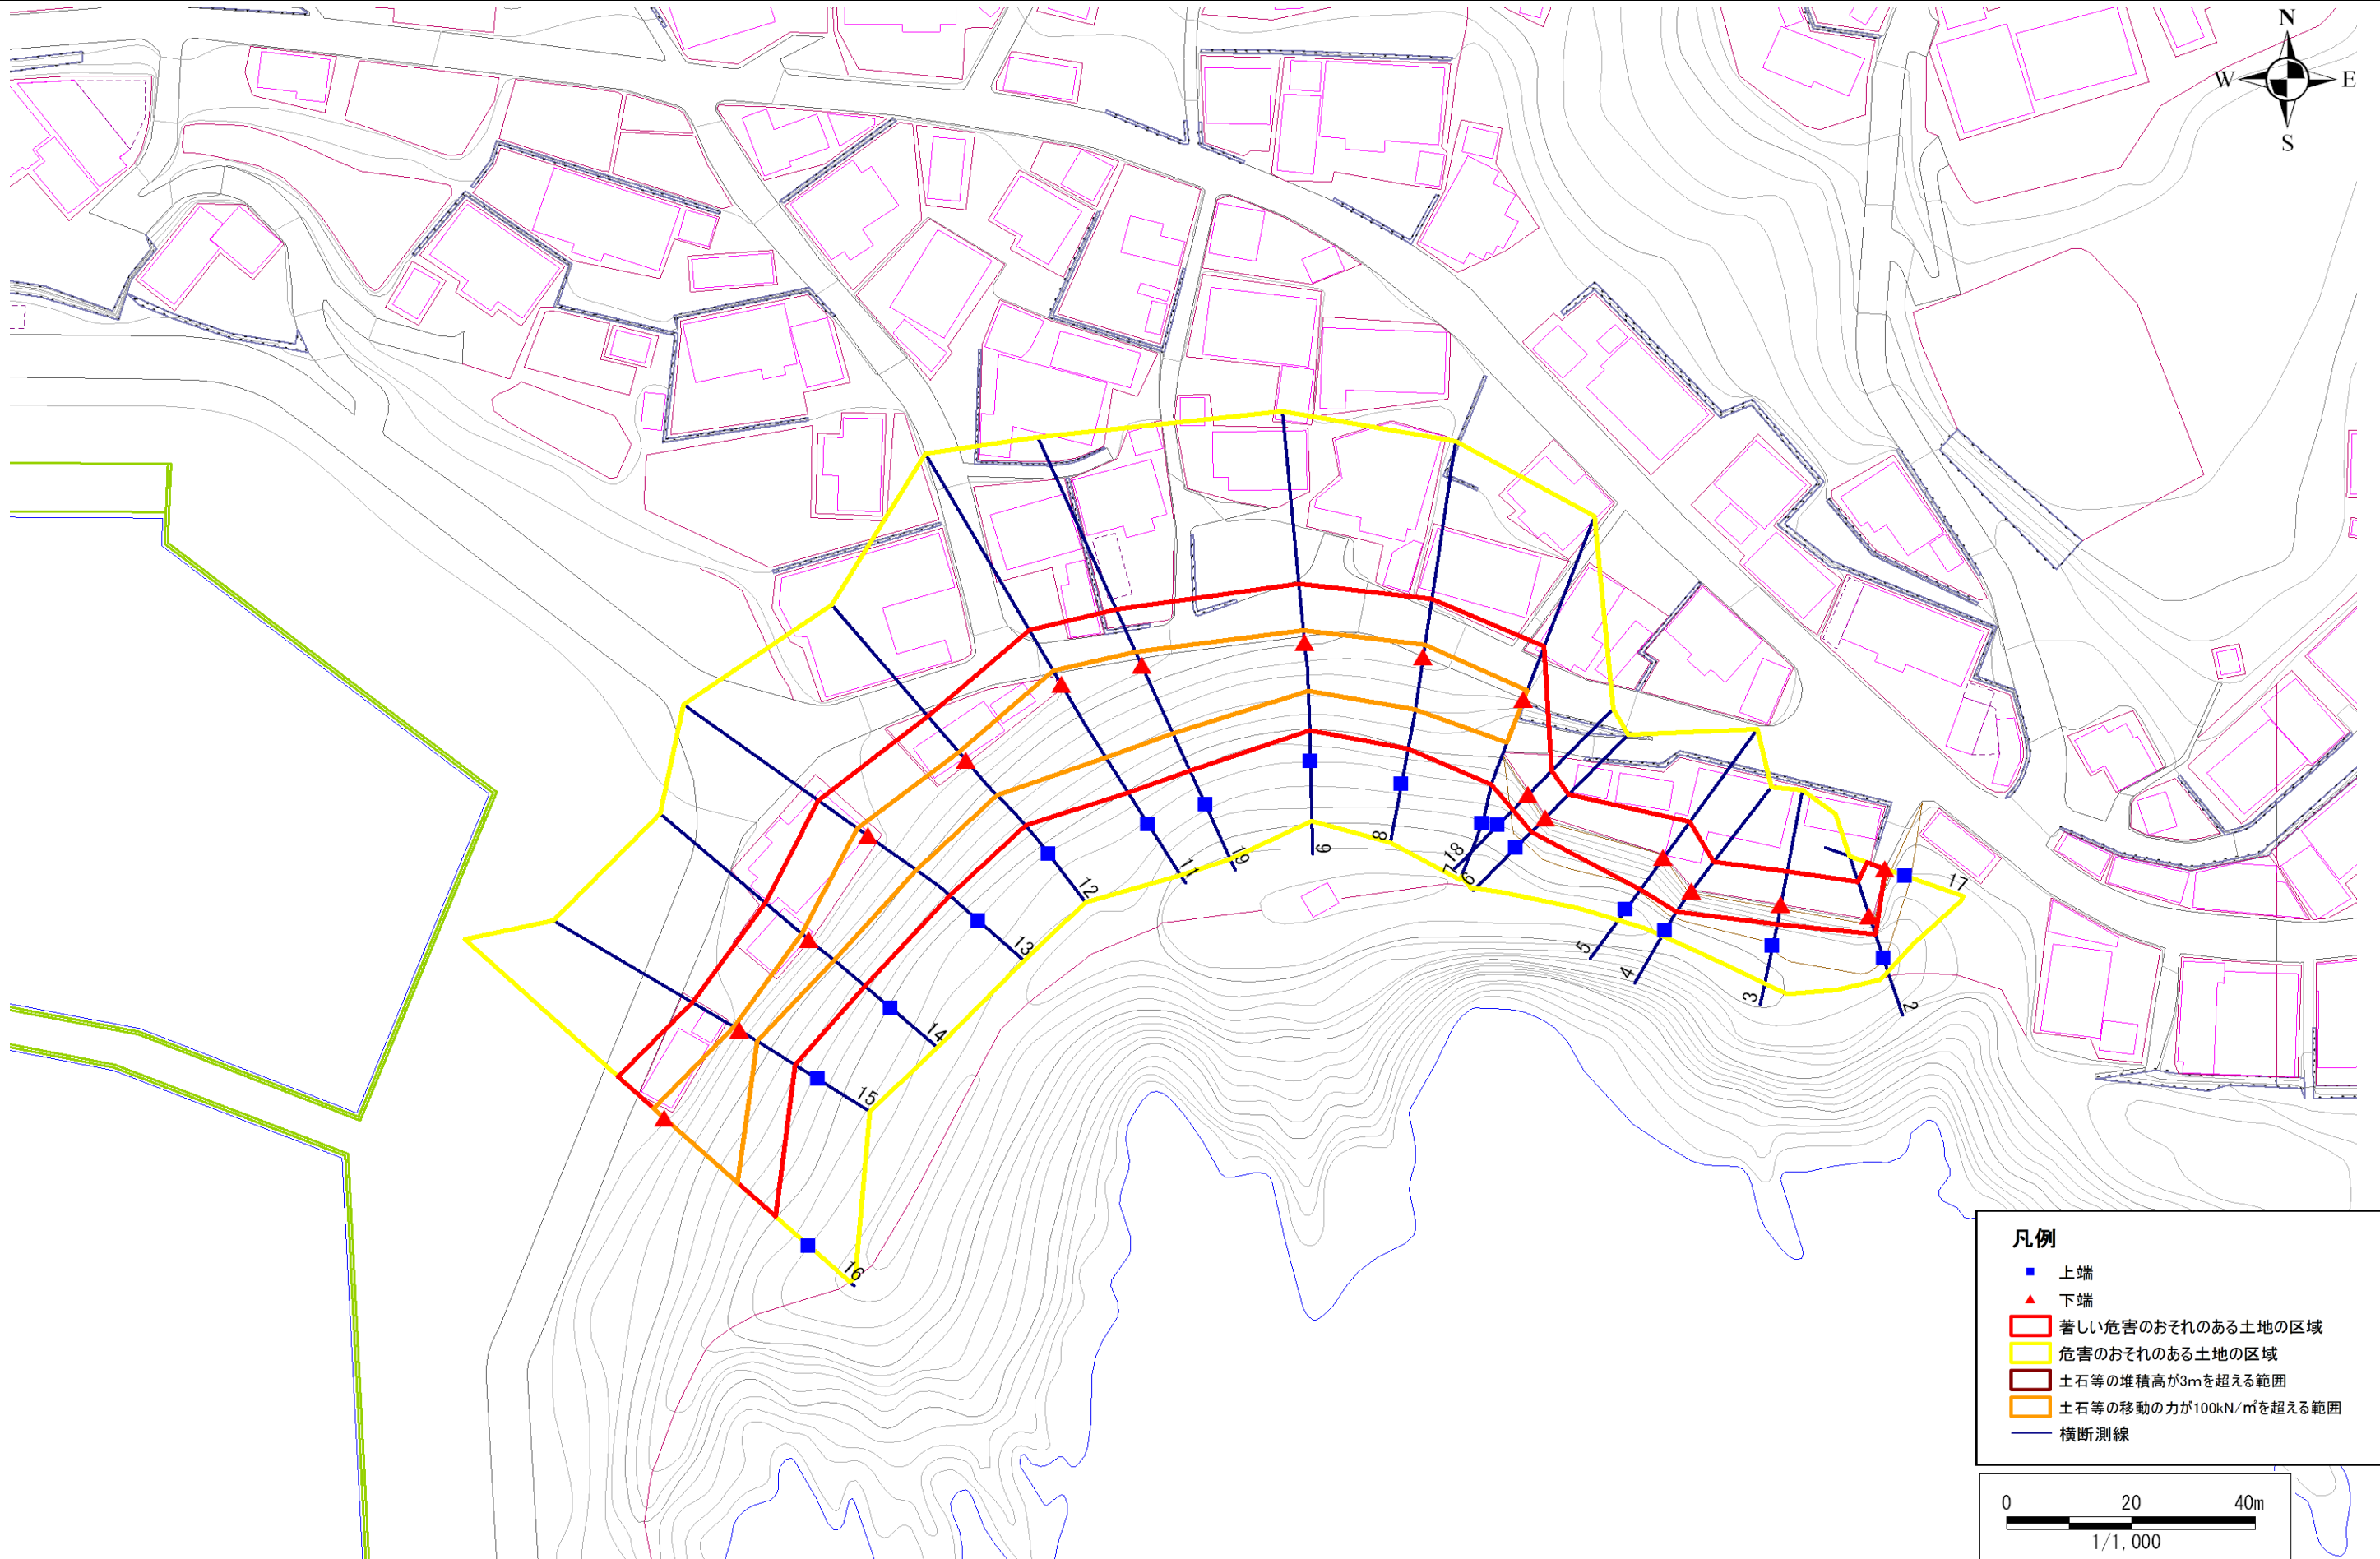 N
W E
S
11
19
9
8
18
7
6
12
13
14
15
16
5
4
3
2
17
凡例
上端
下端
著しい危害のおそれのある土地の区域
危害のおそれのある土地の区域
土石等の堆積高が3mを超える範囲
土石等の移動の力が100kN/㎡を超える範囲
横断測線
0 20 40m
1/1,000